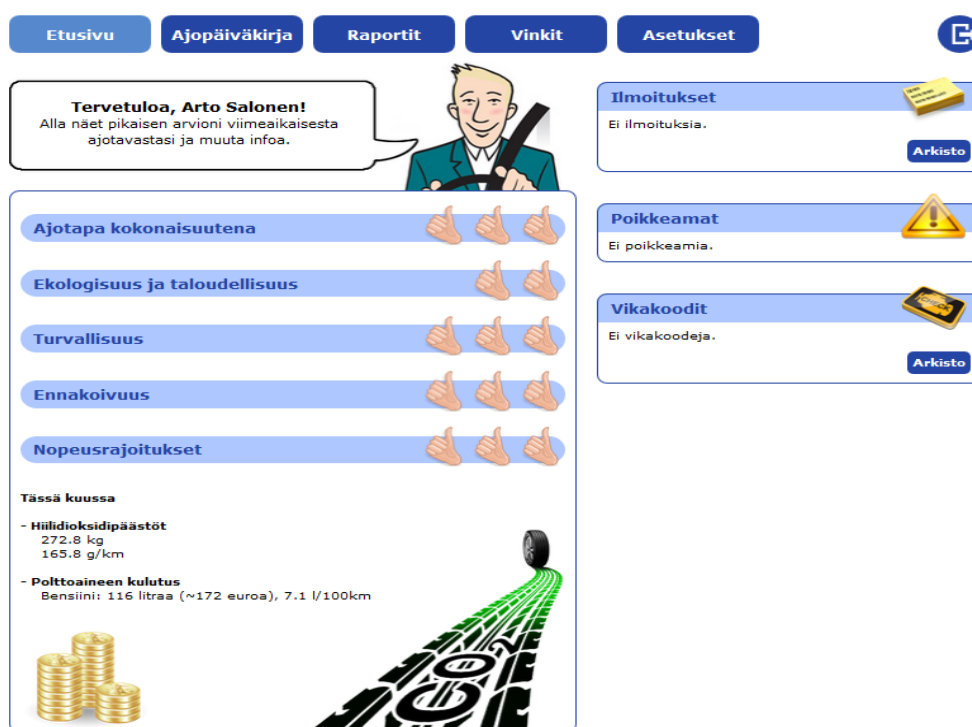 Etusivu
Ajopäiväkirja
Raportit
Vinkit
Asetukset
Tervetuloa, Arto Salonen!
Alla näet pikaisen arvioni viimeaikaisesta
ajotavastasi ja muuta infoa.
Ajotapa kokonaisuutena
Ekologisuus ja taloudellisuus
Turvallisuus
Ennakoivuus
Nopeusrajoitukset
Tässä kuussa
- Hiilidioksidipäästöt
272.8 kg
165.8 g/km
- Polttoaineen kulutus
Bensiini: 116 litraa (~172 euroa), 7.1 l/100km
CO2
Ilmoitukset
Ei ilmoituksia.
Arkisto
Poikkeamat
Ei poikkeamia.
Vikakoodit
CHECK
Ei vikakoodeja.
Arkisto